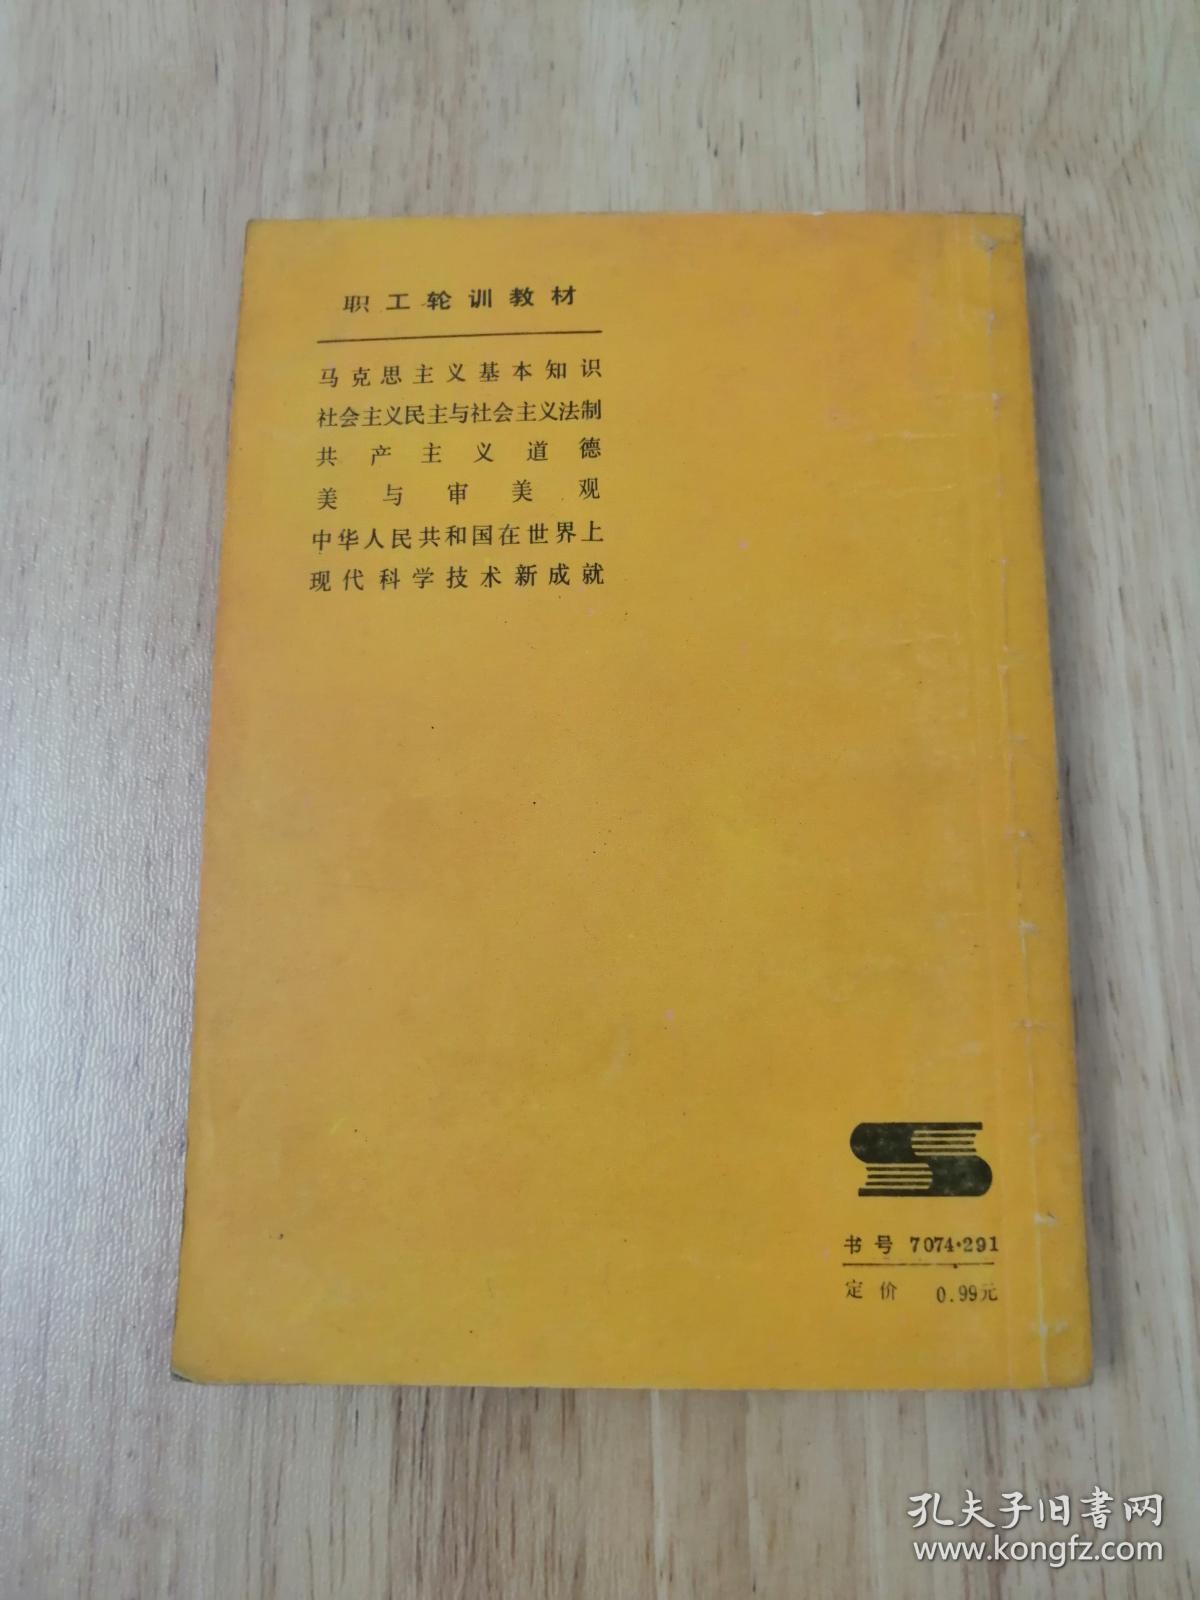 职工轮训教材
马克思主义基本知识
社会主义民主与社会主义法制
共产主义道德
美与审美观
中华人民共和国在世界上
现代科学技术新成就
书号 7074·291
定价 0.99元
孔夫子旧书网
www.kongfz.com